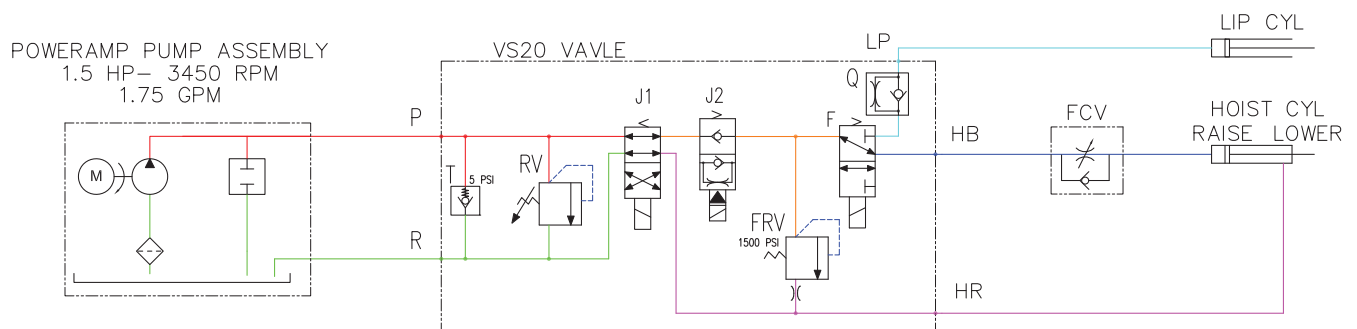 POWERAMP PUMP ASSEMBLY
1.5 HP- 3450 RPM
1.75 GPM
M
VS20 VAVLE
P
R
T
5 PSI
RV
J1
J2
FRV
1500 PSI
F
Q
LP
HB
HR
FCV
LIP CYL
HOIST CYL
RAISE LOWER